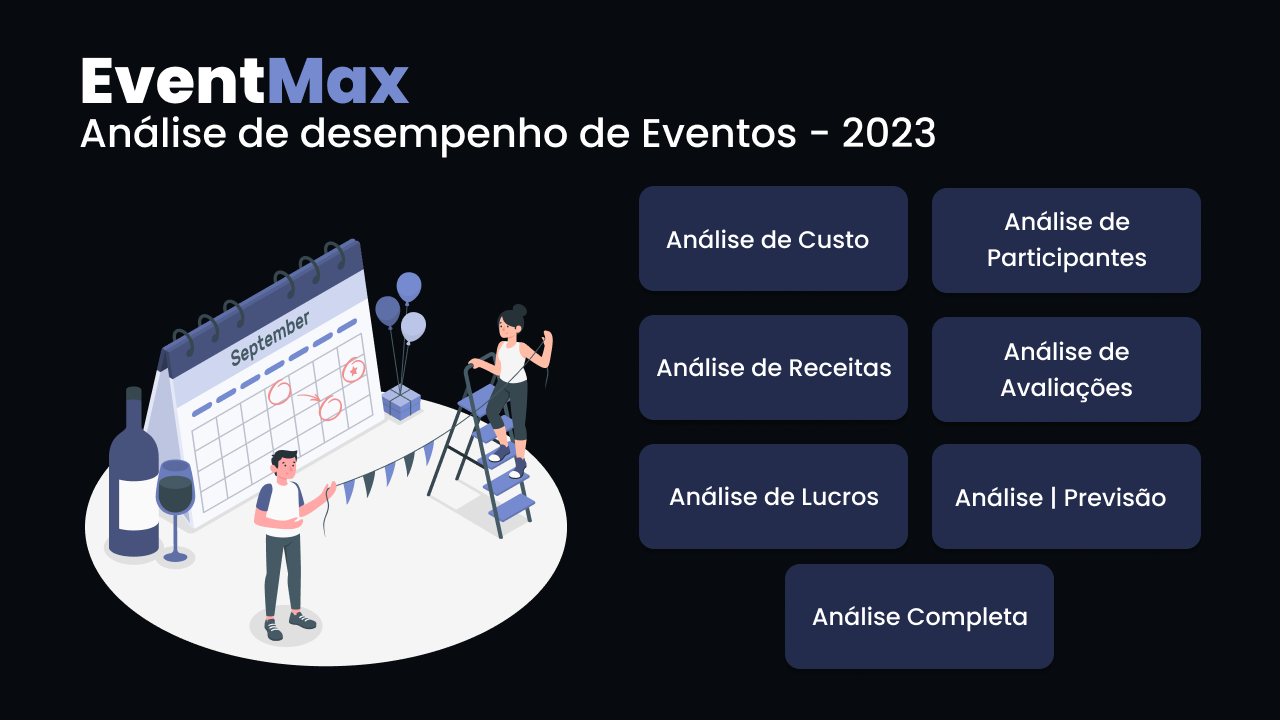 EventMax
Análise de desempenho de Eventos - 2023
September
Análise de Custo
Análise de
Participantes
Análise de Receitas
Análise de
Avaliações
Análise de Lucros
Análise | Previsão
Análise Completa